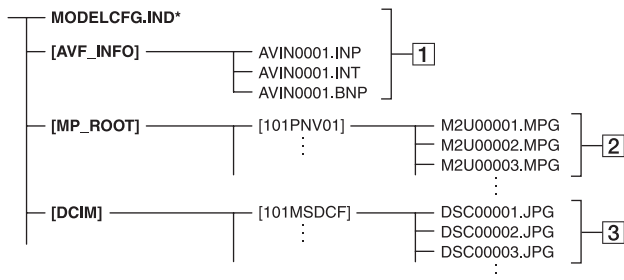 MODELCFG.IND*
[AVF_INFO] AVIN0001.INP
AVIN0001.INT
AVIN0001.BNP
1
[MP_ROOT] [101PNV01] M2U00001.MPG
M2U00002.MPG
M2U00003.MPG
2
[DCIM] [101MSDCF] DSC00001.JPG
DSC00002.JPG
DSC00003.JPG
3